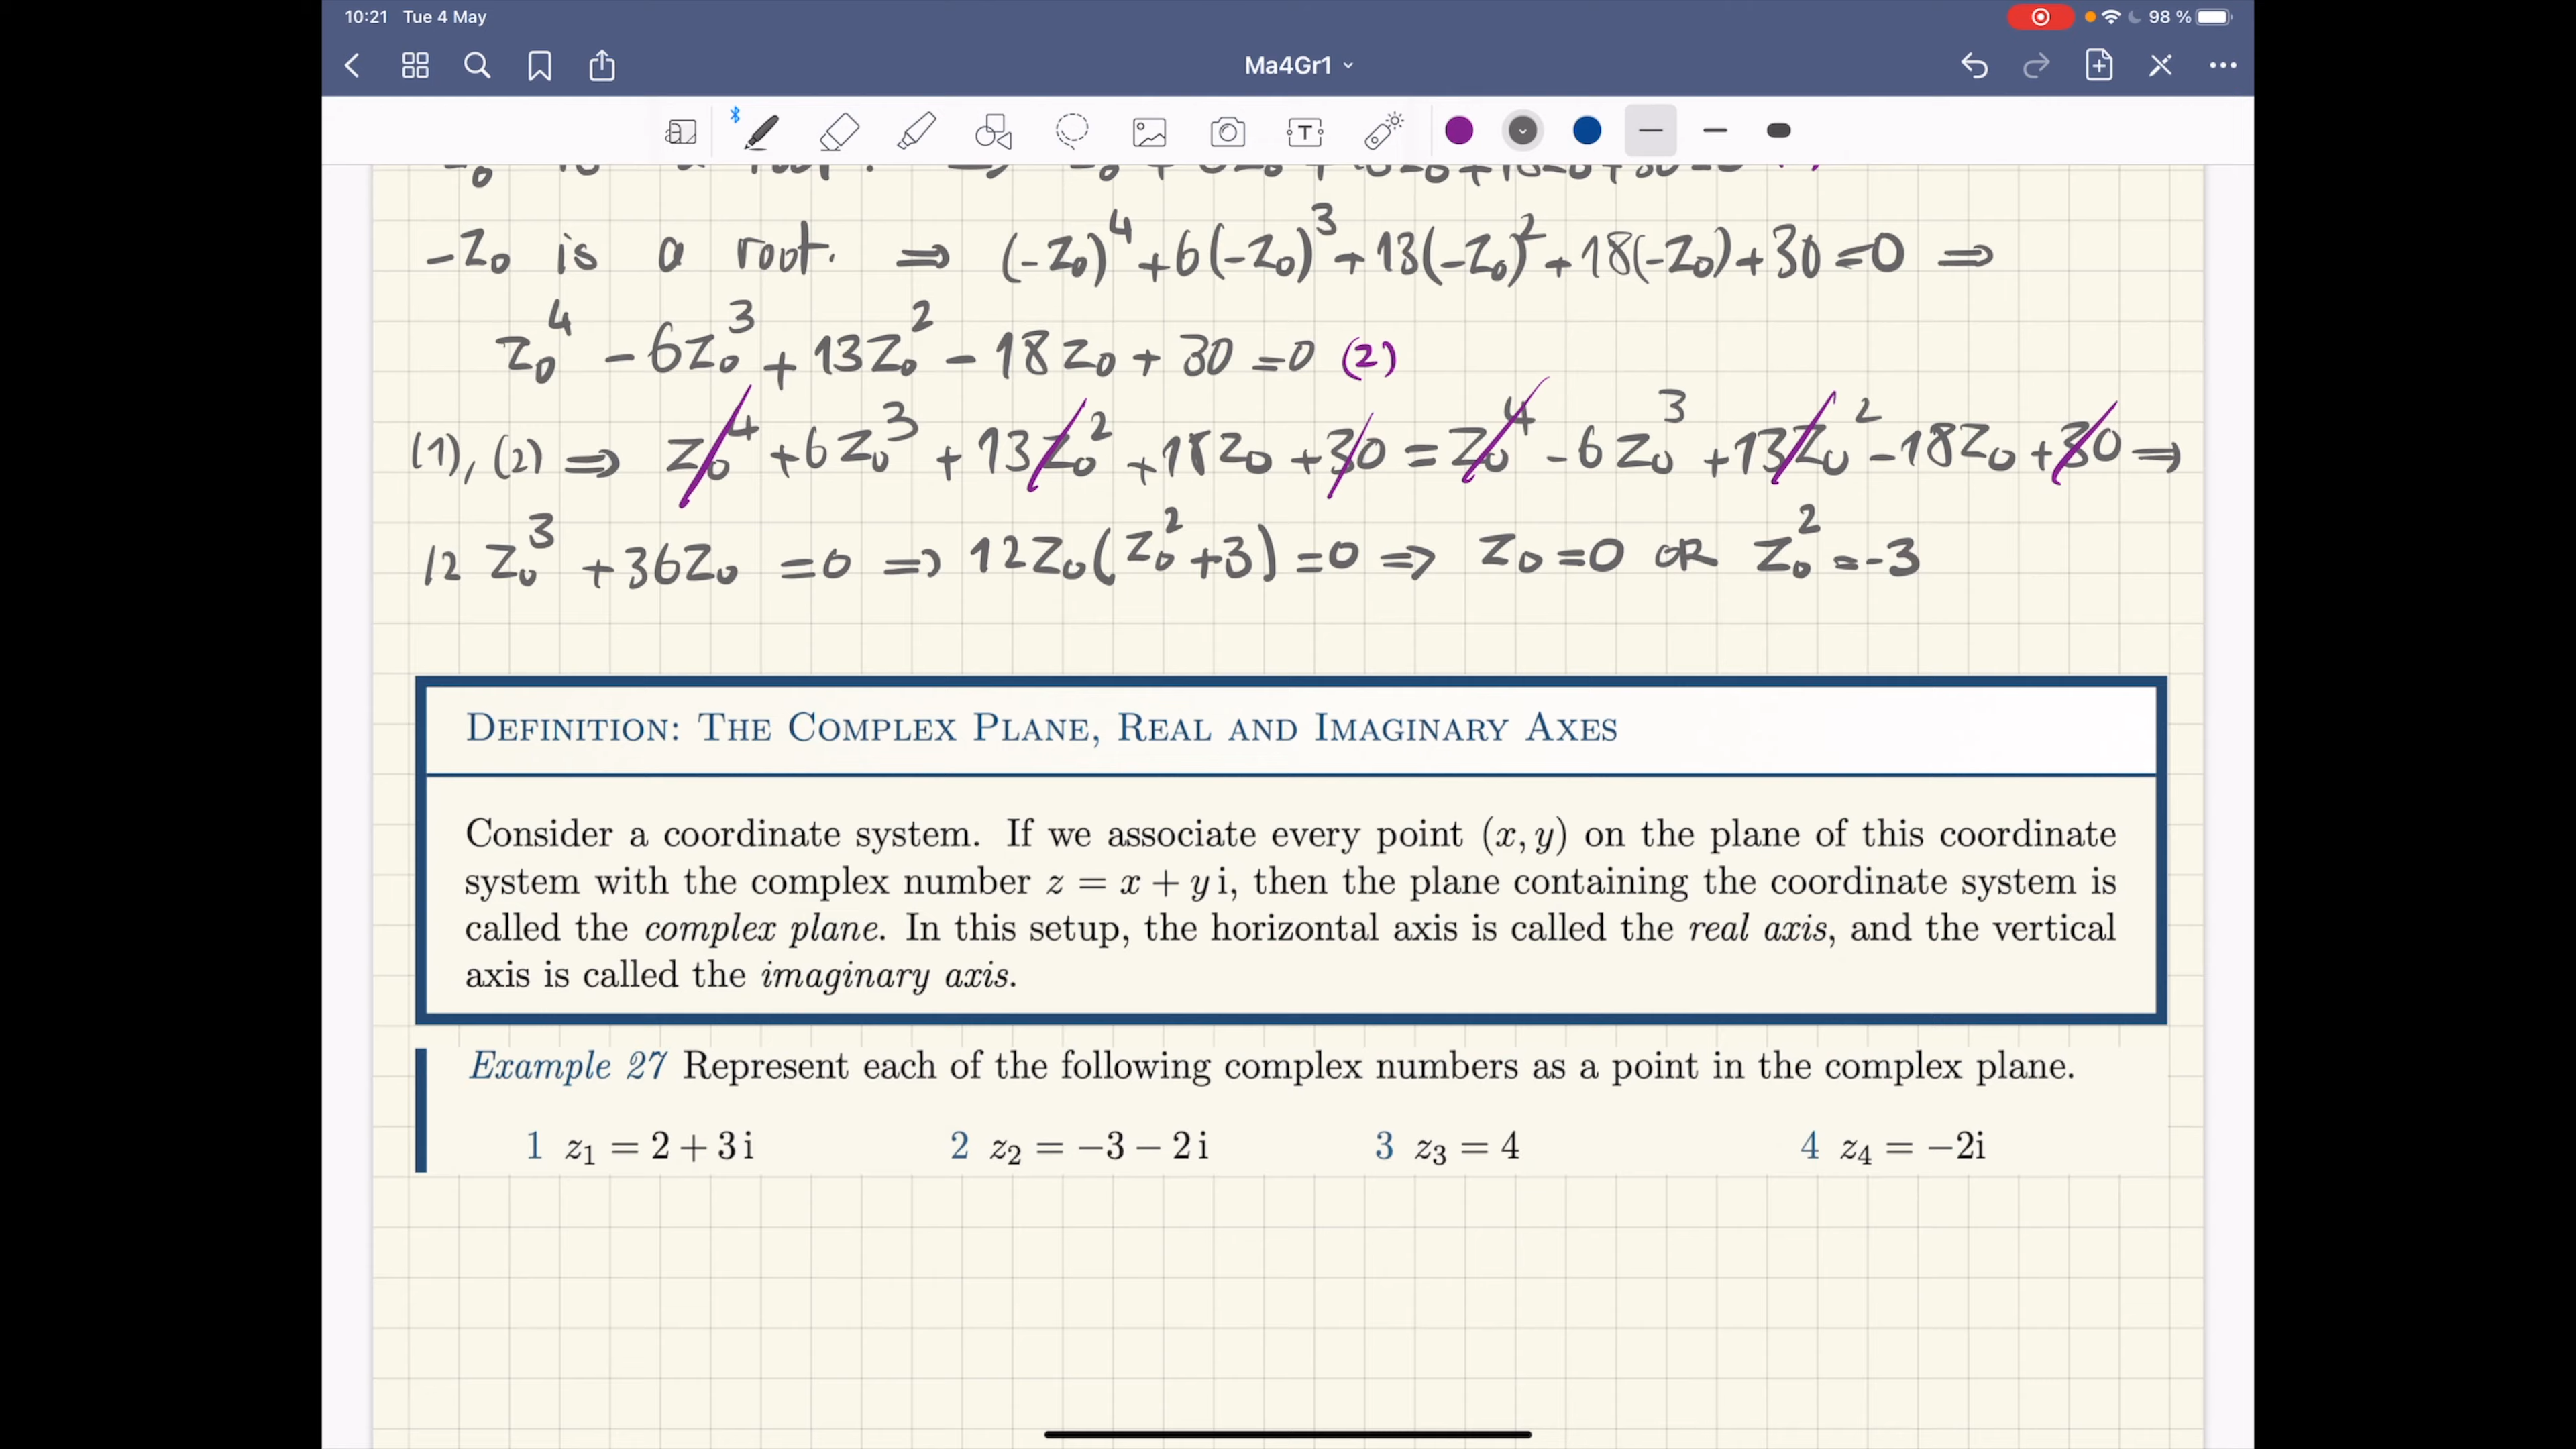 10:21 Tue 4 May 98 %
Ma4Gr1
-z₀ is a root. ⇒ (-z₀)⁴+6(-z₀)³+13(-z₀)²+18(-z₀)+30=0 ⇒
z₀⁴ -6z₀³+13z₀²-18z₀+30=0 (2)
(1), (2) ⇒ z₀⁴+6z₀³+13z₀²+18z₀+30=z₀⁴-6z₀³+13z₀²-18z₀+30⇒
12z₀³+36z₀=0 ⇒ 12z₀(z₀²+3)=0 ⇒ z₀=0 OR z₀²=-3
DEFINITION: THE COMPLEX PLANE, REAL AND IMAGINARY AXES
Consider a coordinate system. If we associate every point (x, y) on the plane of this coordinate
system with the complex number z = x + y i, then the plane containing the coordinate system is
called the complex plane. In this setup, the horizontal axis is called the real axis, and the vertical
axis is called the imaginary axis.
Example 27 Represent each of the following complex numbers as a point in the complex plane.
1 z₁ = 2 + 3 i 2 z₂ = −3 − 2 i 3 z₃ = 4 4 z₄ = −2i